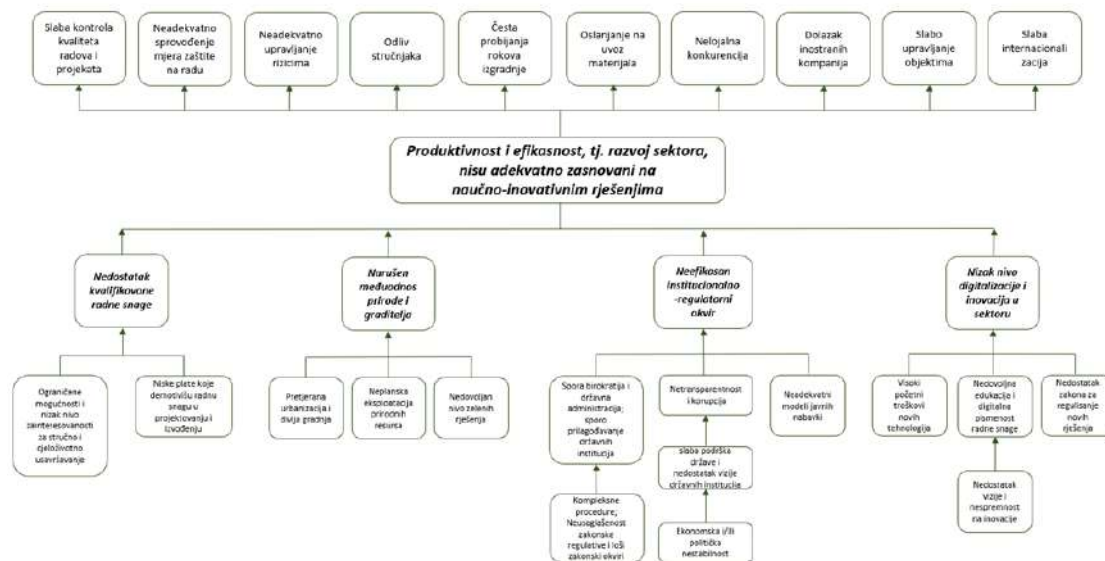 Slaba kontrola
kvaliteta
radova i
projekata
Neadekvatno
sprovođenje
mjera zaštite
na radu
Neadekvatno
upravljanje
rizicima
Odliv
stručnjaka
Česta
probijanja
rokova
izgradnje
Oslanjanje na
uvoz
materijala
Nelojalna
konkurencija
Dolazak
inostranih
kompanija
Slabo
upravljanje
objektima
Slaba
internacionali
zacija
Produktivnost i efikasnost, tj. razvoj sektora,
nisu adekvatno zasnovani na
naučno-inovativnim rješenjima
Nedostatak
kvalifikovane
radne snage
Narušen
međuodnos
prirode i
graditelja
Neefikasan
institucionalno
-regulatorni
okvir
Nizak nivo
digitalizacije i
inovacija u
sektoru
Ograničene
mogućnosti i
nizak nivo
zainteresovanosti
za stručno i
cjeloživotno
usavršavanje
Niske plate koje
demotivišu radnu
snagu u
projektovanju i
izvođenju
Pretjerana
urbanizacija i
divlja gradnja
Neplanska
eksploatacija
prirodnih
resursa
Nedovoljan
nivo zelenih
rješenja
Spora birokratija i
državna
administracija;
sporo
prilagođavanje
državnih
institucija
Netransparentnost
i korupcija
Neadekvatni
modeli javnih
nabavki
Visoki
početni
troškovi
novih
tehnologija
Nedovoljna
edukacija i
digitalna
pismenost
radne snage
Nedostatak
zakona za
regulisanje
novih
rješenja
Kompleksne
procedure;
Neusaglašenost
zakonske
regulative i loši
zakonski okviri
slaba podrška
države i
nedostatak vizije
državnih institucija
Ekonomska i/ili
politička
nestabilnost
Nedostatak
vizije i
nespremnost
na inovacije